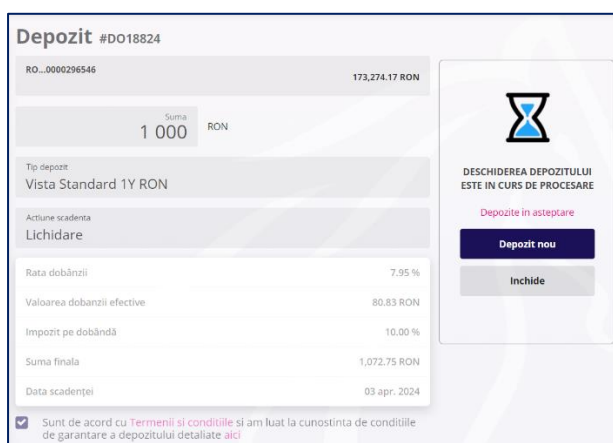 Depozit #DO18824
RO...0000296546
173,274.17 RON
Suma
1 000 RON
Tip depozit
Vista Standard 1Y RON
Actiune scadenta
Lichidare
Rata dobânzii 7.95 %
Valoarea dobanzii efective 80.83 RON
Impozit pe dobândă 10.00 %
Suma finala 1,072.75 RON
Data scadenței 03 apr. 2024
Sunt de acord cu Termenii si conditiile si am luat la cunostinta de conditiile
de garantare a depozitului detaliate aici
DESCHIDEREA DEPOZITULUI
ESTE IN CURS DE PROCESARE
Depozite in asteptare
Depozit nou
Inchide